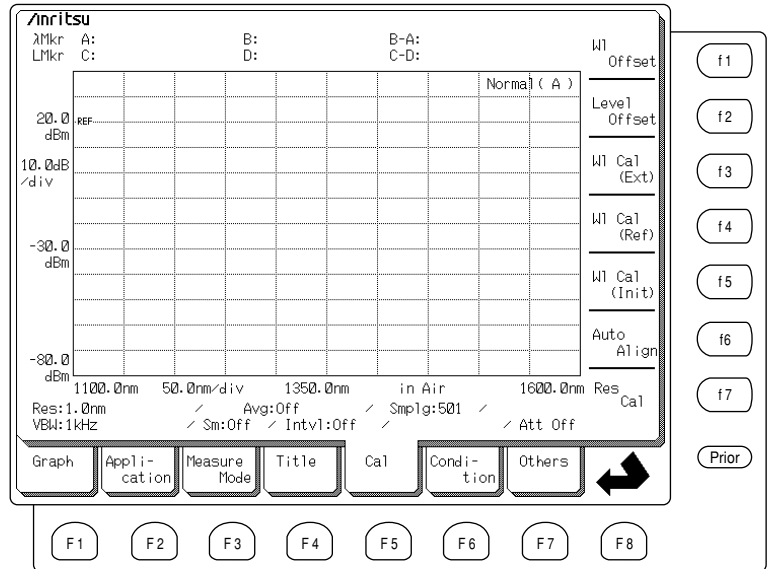 Anritsu
λMkr A: B: B-A:
LMkr C: D: C-D:
Normal( A )
20.0
dBm
REF
10.0dB
/div
-30.0
dBm
-80.0
dBm
1100.0nm 50.0nm/div 1350.0nm in Air 1600.0nm
Res:1.0nm / Avg:Off / Smplg:501 /
VBW:1kHz / Sm:Off / Intvl:Off / / Att Off
Wl
Offset
Level
Offset
Wl Cal
(Ext)
Wl Cal
(Ref)
Wl Cal
(Init)
Auto
Align
Res
Cal
f1
f2
f3
f4
f5
f6
f7
Prior
Graph
Appli-
cation
Measure
Mode
Title
Cal
Condi-
tion
Others
F1 F2 F3 F4 F5 F6 F7 F8